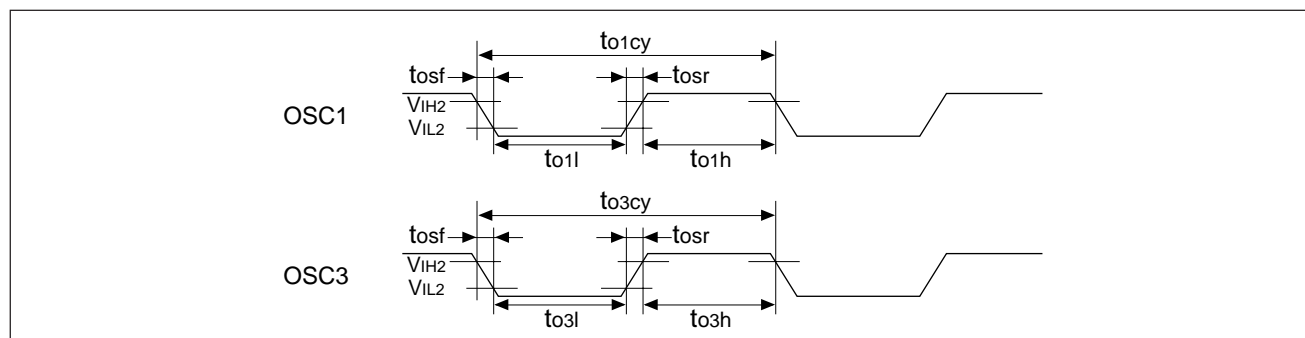 to1cy
tosf
tosr
OSC1
VIH2
VIL2
to1l
to1h
to3cy
tosf
tosr
OSC3
VIH2
VIL2
to3l
to3h